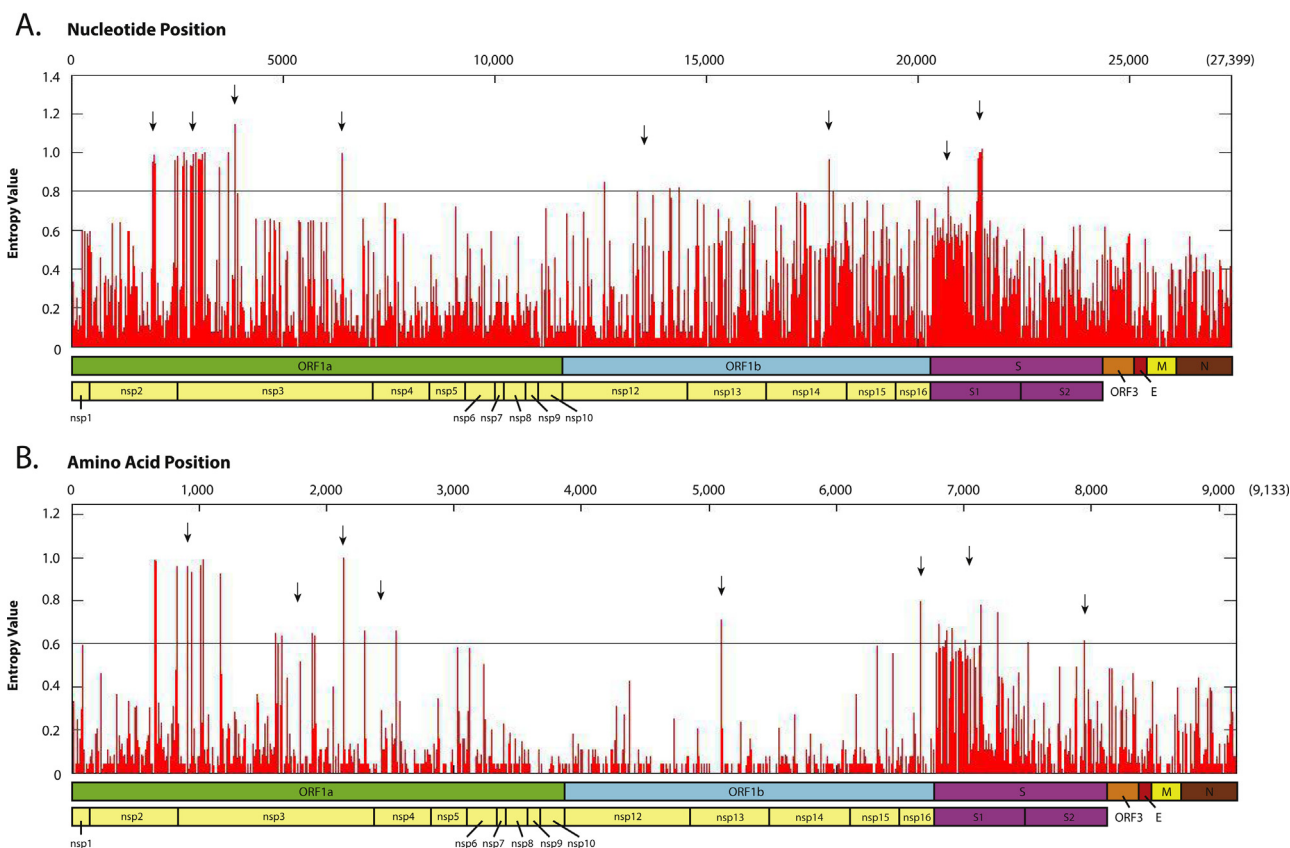 A. Nucleotide Position
0 5000 10,000 15,000 20,000 25,000 (27,399)
1.4
1.2
1.0
0.8
0.6
0.4
0.2
0
Entropy Value
ORF1a ORF1b S M N
nsp2 nsp3 nsp4 nsp5 nsp12 nsp13 nsp14 nsp15 nsp16 S1 S2
nsp1 nsp6 nsp7 nsp8 nsp9 nsp10 ORF3 E
B. Amino Acid Position
0 1,000 2,000 3,000 4,000 5,000 6,000 7,000 8,000 9,000 (9,133)
1.2
1.0
0.8
0.6
0.4
0.2
0
Entropy Value
ORF1a ORF1b S M N
nsp2 nsp3 nsp4 nsp5 nsp12 nsp13 nsp14 nsp15 nsp16 S1 S2
nsp1 nsp6 nsp7 nsp8 nsp9 nsp10 ORF3 E